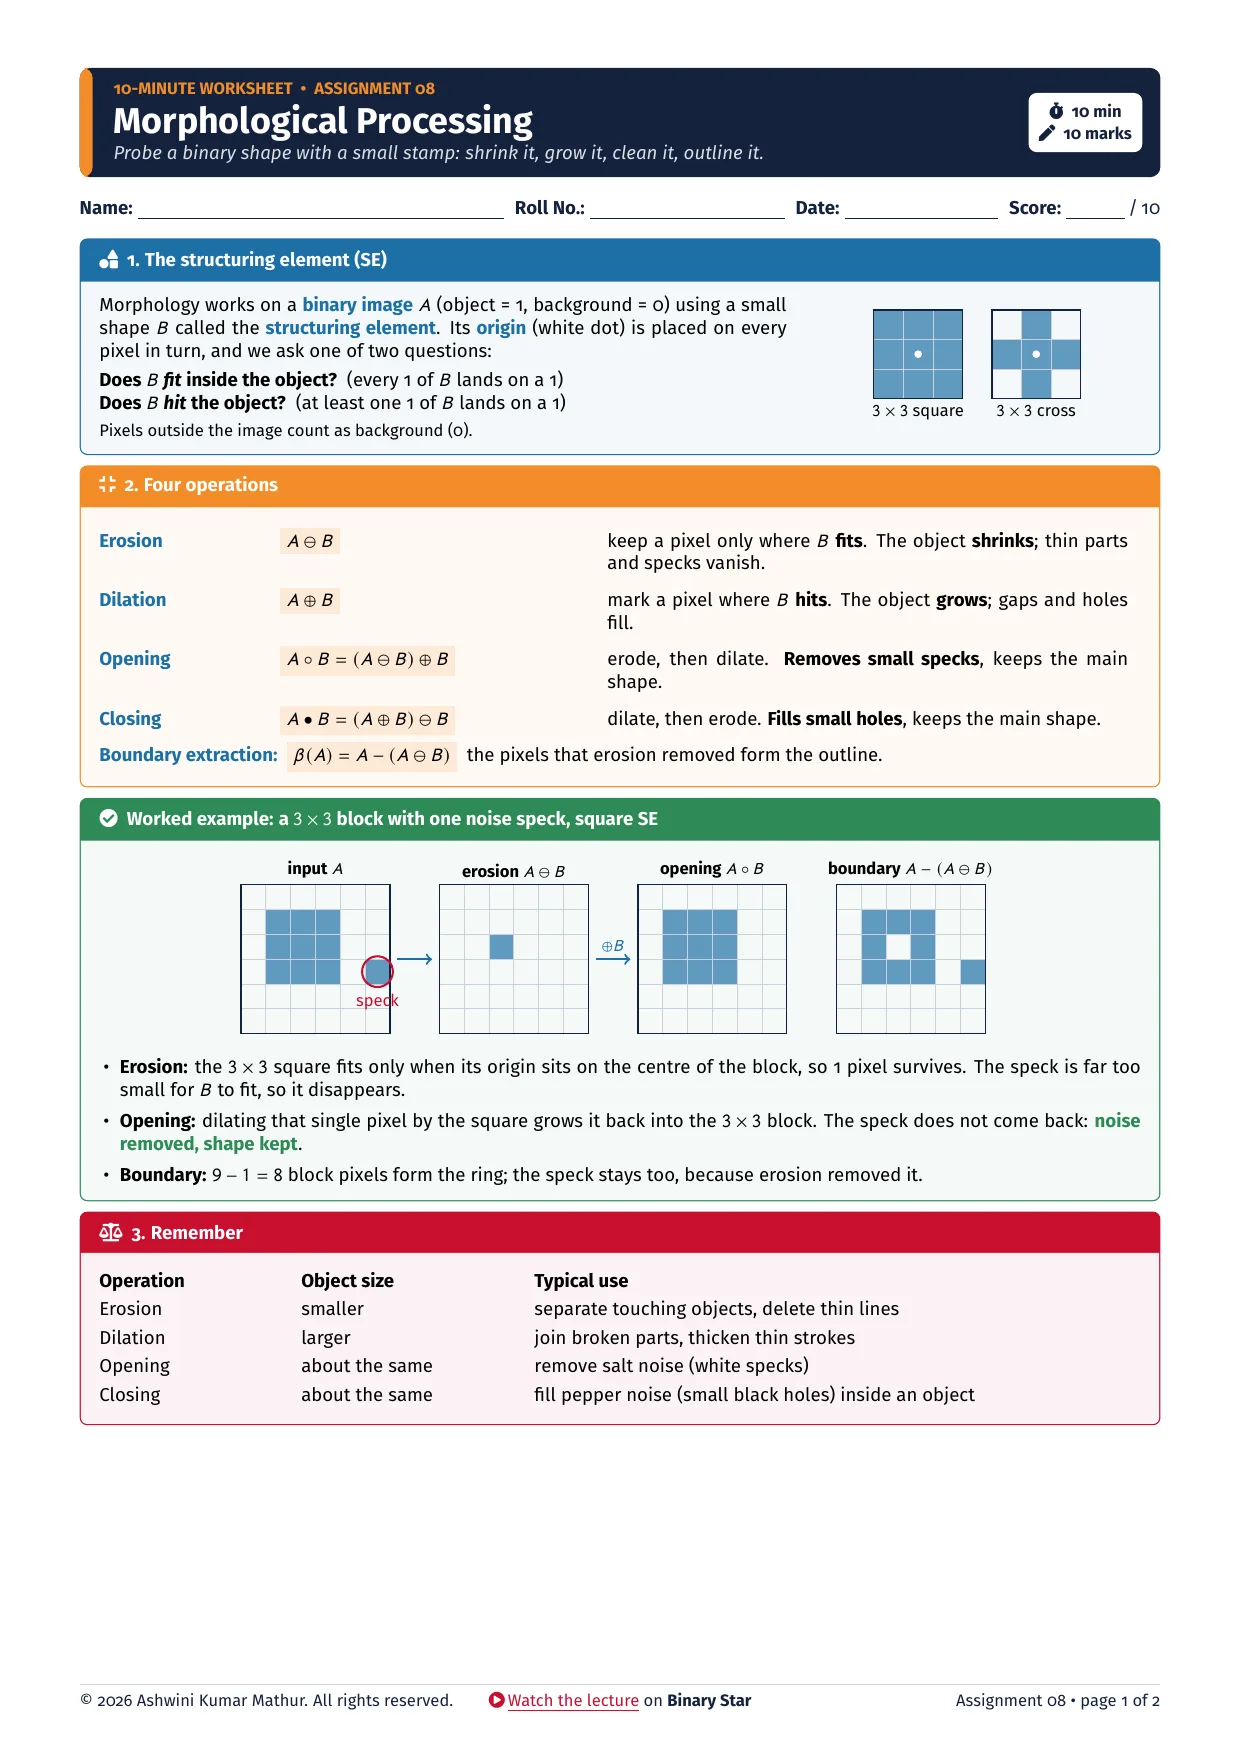 10-MINUTE WORKSHEET • ASSIGNMENT 08
Morphological Processing
Probe a binary shape with a small stamp: shrink it, grow it, clean it, outline it.
10 min
10 marks
Name: Roll No.: Date: Score: / 10
1. The structuring element (SE)
Morphology works on a binary image A (object = 1, background = 0) using a small
shape B called the structuring element. Its origin (white dot) is placed on every
pixel in turn, and we ask one of two questions:
Does B fit inside the object? (every 1 of B lands on a 1)
Does B hit the object? (at least one 1 of B lands on a 1)
Pixels outside the image count as background (0).
3 × 3 square 3 × 3 cross
2. Four operations
Erosion A ⊖ B keep a pixel only where B fits. The object shrinks; thin parts
and specks vanish.
Dilation A ⊕ B mark a pixel where B hits. The object grows; gaps and holes
fill.
Opening A ∘ B = (A ⊖ B) ⊕ B erode, then dilate. Removes small specks, keeps the main
shape.
Closing A • B = (A ⊕ B) ⊖ B dilate, then erode. Fills small holes, keeps the main shape.
Boundary extraction: β(A) = A − (A ⊖ B) the pixels that erosion removed form the outline.
Worked example: a 3 × 3 block with one noise speck, square SE
input A erosion A ⊖ B opening A ∘ B boundary A − (A ⊖ B)
⊕B
speck
• Erosion: the 3 × 3 square fits only when its origin sits on the centre of the block, so 1 pixel survives. The speck is far too
small for B to fit, so it disappears.
• Opening: dilating that single pixel by the square grows it back into the 3 × 3 block. The speck does not come back: noise
removed, shape kept.
• Boundary: 9 − 1 = 8 block pixels form the ring; the speck stays too, because erosion removed it.
3. Remember
Operation Object size Typical use
Erosion smaller separate touching objects, delete thin lines
Dilation larger join broken parts, thicken thin strokes
Opening about the same remove salt noise (white specks)
Closing about the same fill pepper noise (small black holes) inside an object
© 2026 Ashwini Kumar Mathur. All rights reserved. Watch the lecture on Binary Star Assignment 08 • page 1 of 2